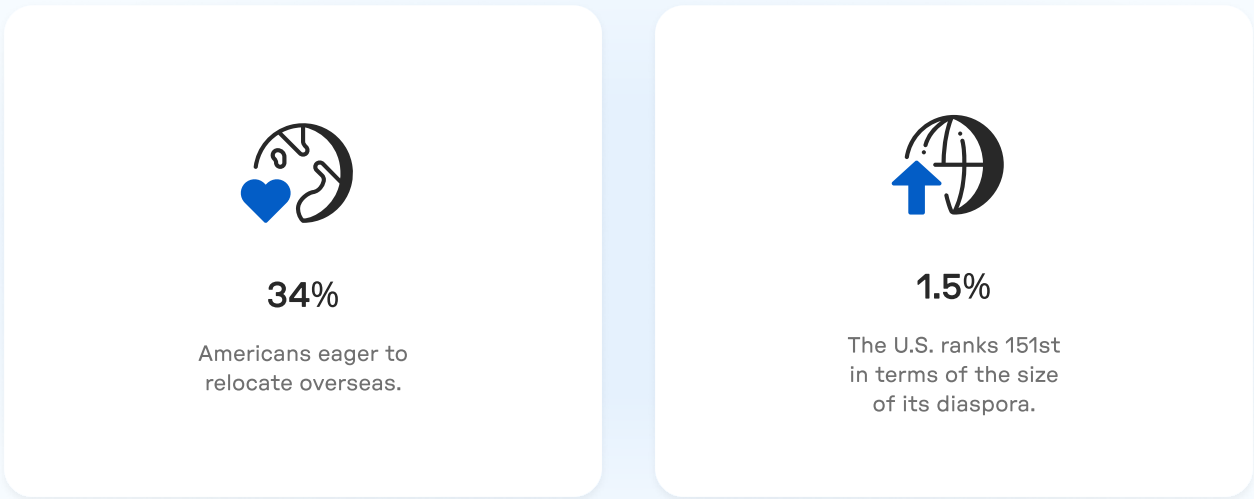 34%
Americans eager to
relocate overseas.
1.5%
The U.S. ranks 151st
in terms of the size
of its diaspora.